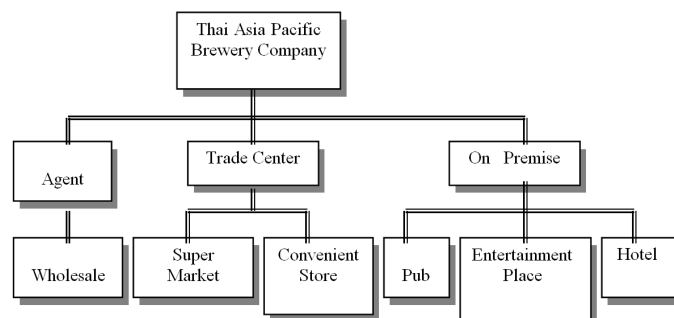 Thai Asia Pacific
Brewery Company
Agent
Trade Center
On Premise
Wholesale
Super
Market
Convenient
Store
Pub
Entertainment
Place
Hotel